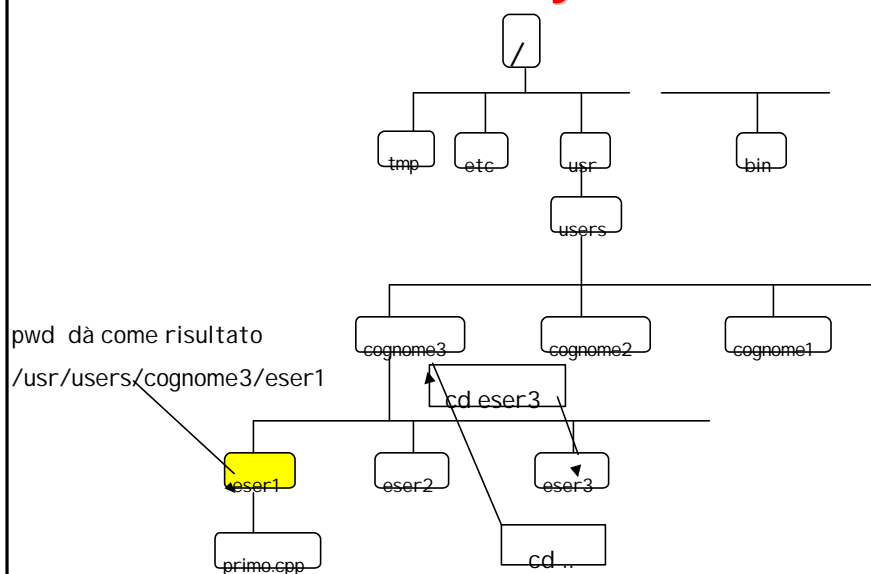 /
tmp etc usr bin
users
cognome3 cognome2 cognome1
pwd dà come risultato
/usr/users/cognome3/eser1
cd eser3
eser1 eser2 eser3
primo.cpp
cd ..